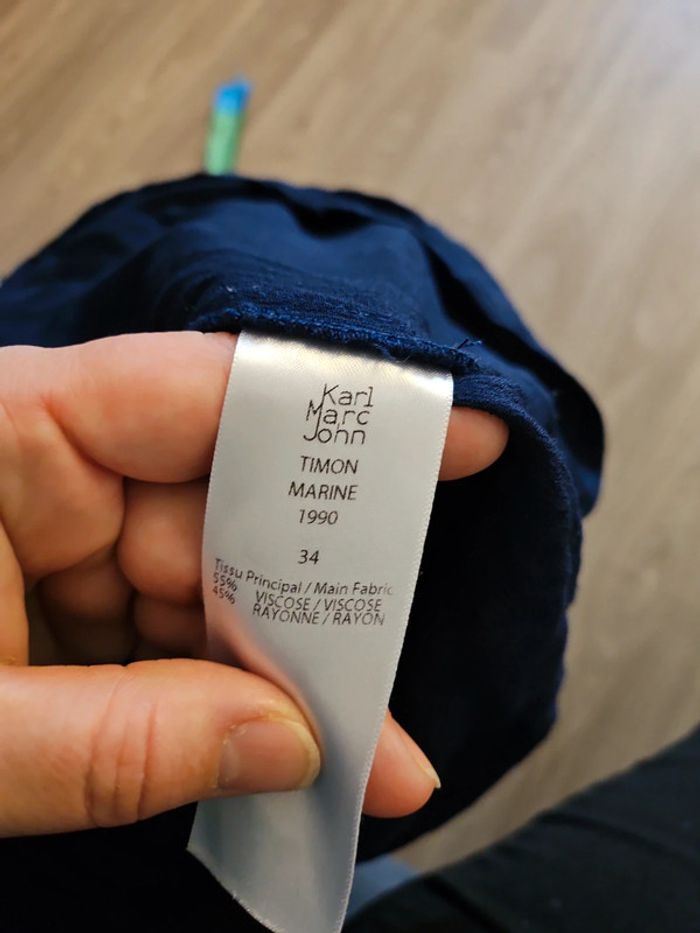 Karl
Marc
John
TIMON
MARINE
1990
34
Tissu Principal / Main Fabric
55% VISCOSE / VISCOSE
45% RAYONNE / RAYON